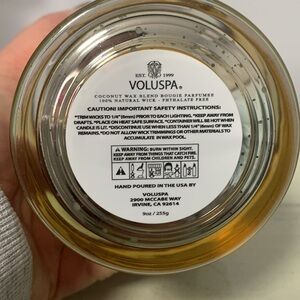 EST. 1999
VOLUSPA®
COCONUT WAX BLEND BOUGIE PARFUMEE
100% NATURAL WICK - PHTHALATE FREE
CAUTION! IMPORTANT SAFETY INSTRUCTIONS:
*TRIM WICKS TO 1/4" (6mm) PRIOR TO EACH LIGHTING. *KEEP AWAY FROM
DRAFTS. *PLACE ON HEAT SAFE SURFACE. *CONTAINER WILL BE HOT WHEN
CANDLE IS LIT. *DISCONTINUE USE WHEN LESS THAN 1/4" (6mm) OF WAX
REMAINS. *DO NOT ALLOW WICK TRIMMINGS OR OTHER MATERIALS TO
ACCUMULATE IN WAX POOL.
WARNING: BURN WITHIN SIGHT.
KEEP AWAY FROM THINGS THAT CATCH FIRE.
KEEP AWAY FROM CHILDREN AND PETS.
HAND POURED IN THE USA BY
VOLUSPA
2900 MCCABE WAY
IRVINE, CA 92614
9oz / 255g